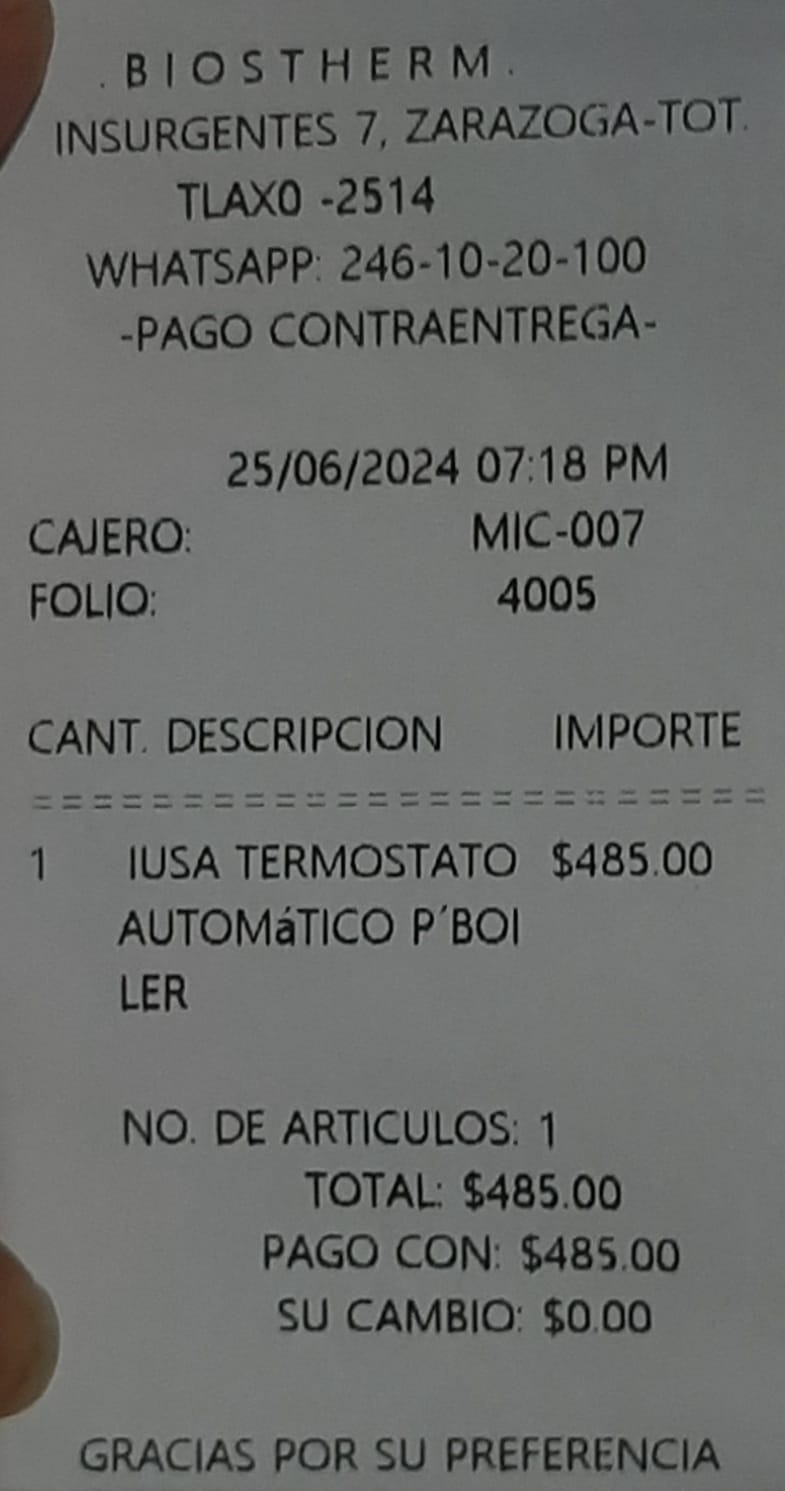 . B I O S T H E R M .
INSURGENTES 7, ZARAZOGA-TOT.
TLAX0 -2514
WHATSAPP: 246-10-20-100
-PAGO CONTRAENTREGA-
25/06/2024 07:18 PM
CAJERO: MIC-007
FOLIO: 4005
CANT. DESCRIPCION IMPORTE
=========================
1 IUSA TERMOSTATO $485.00
AUTOMáTICO P´BOI
LER
NO. DE ARTICULOS: 1
TOTAL: $485.00
PAGO CON: $485.00
SU CAMBIO: $0.00
GRACIAS POR SU PREFERENCIA